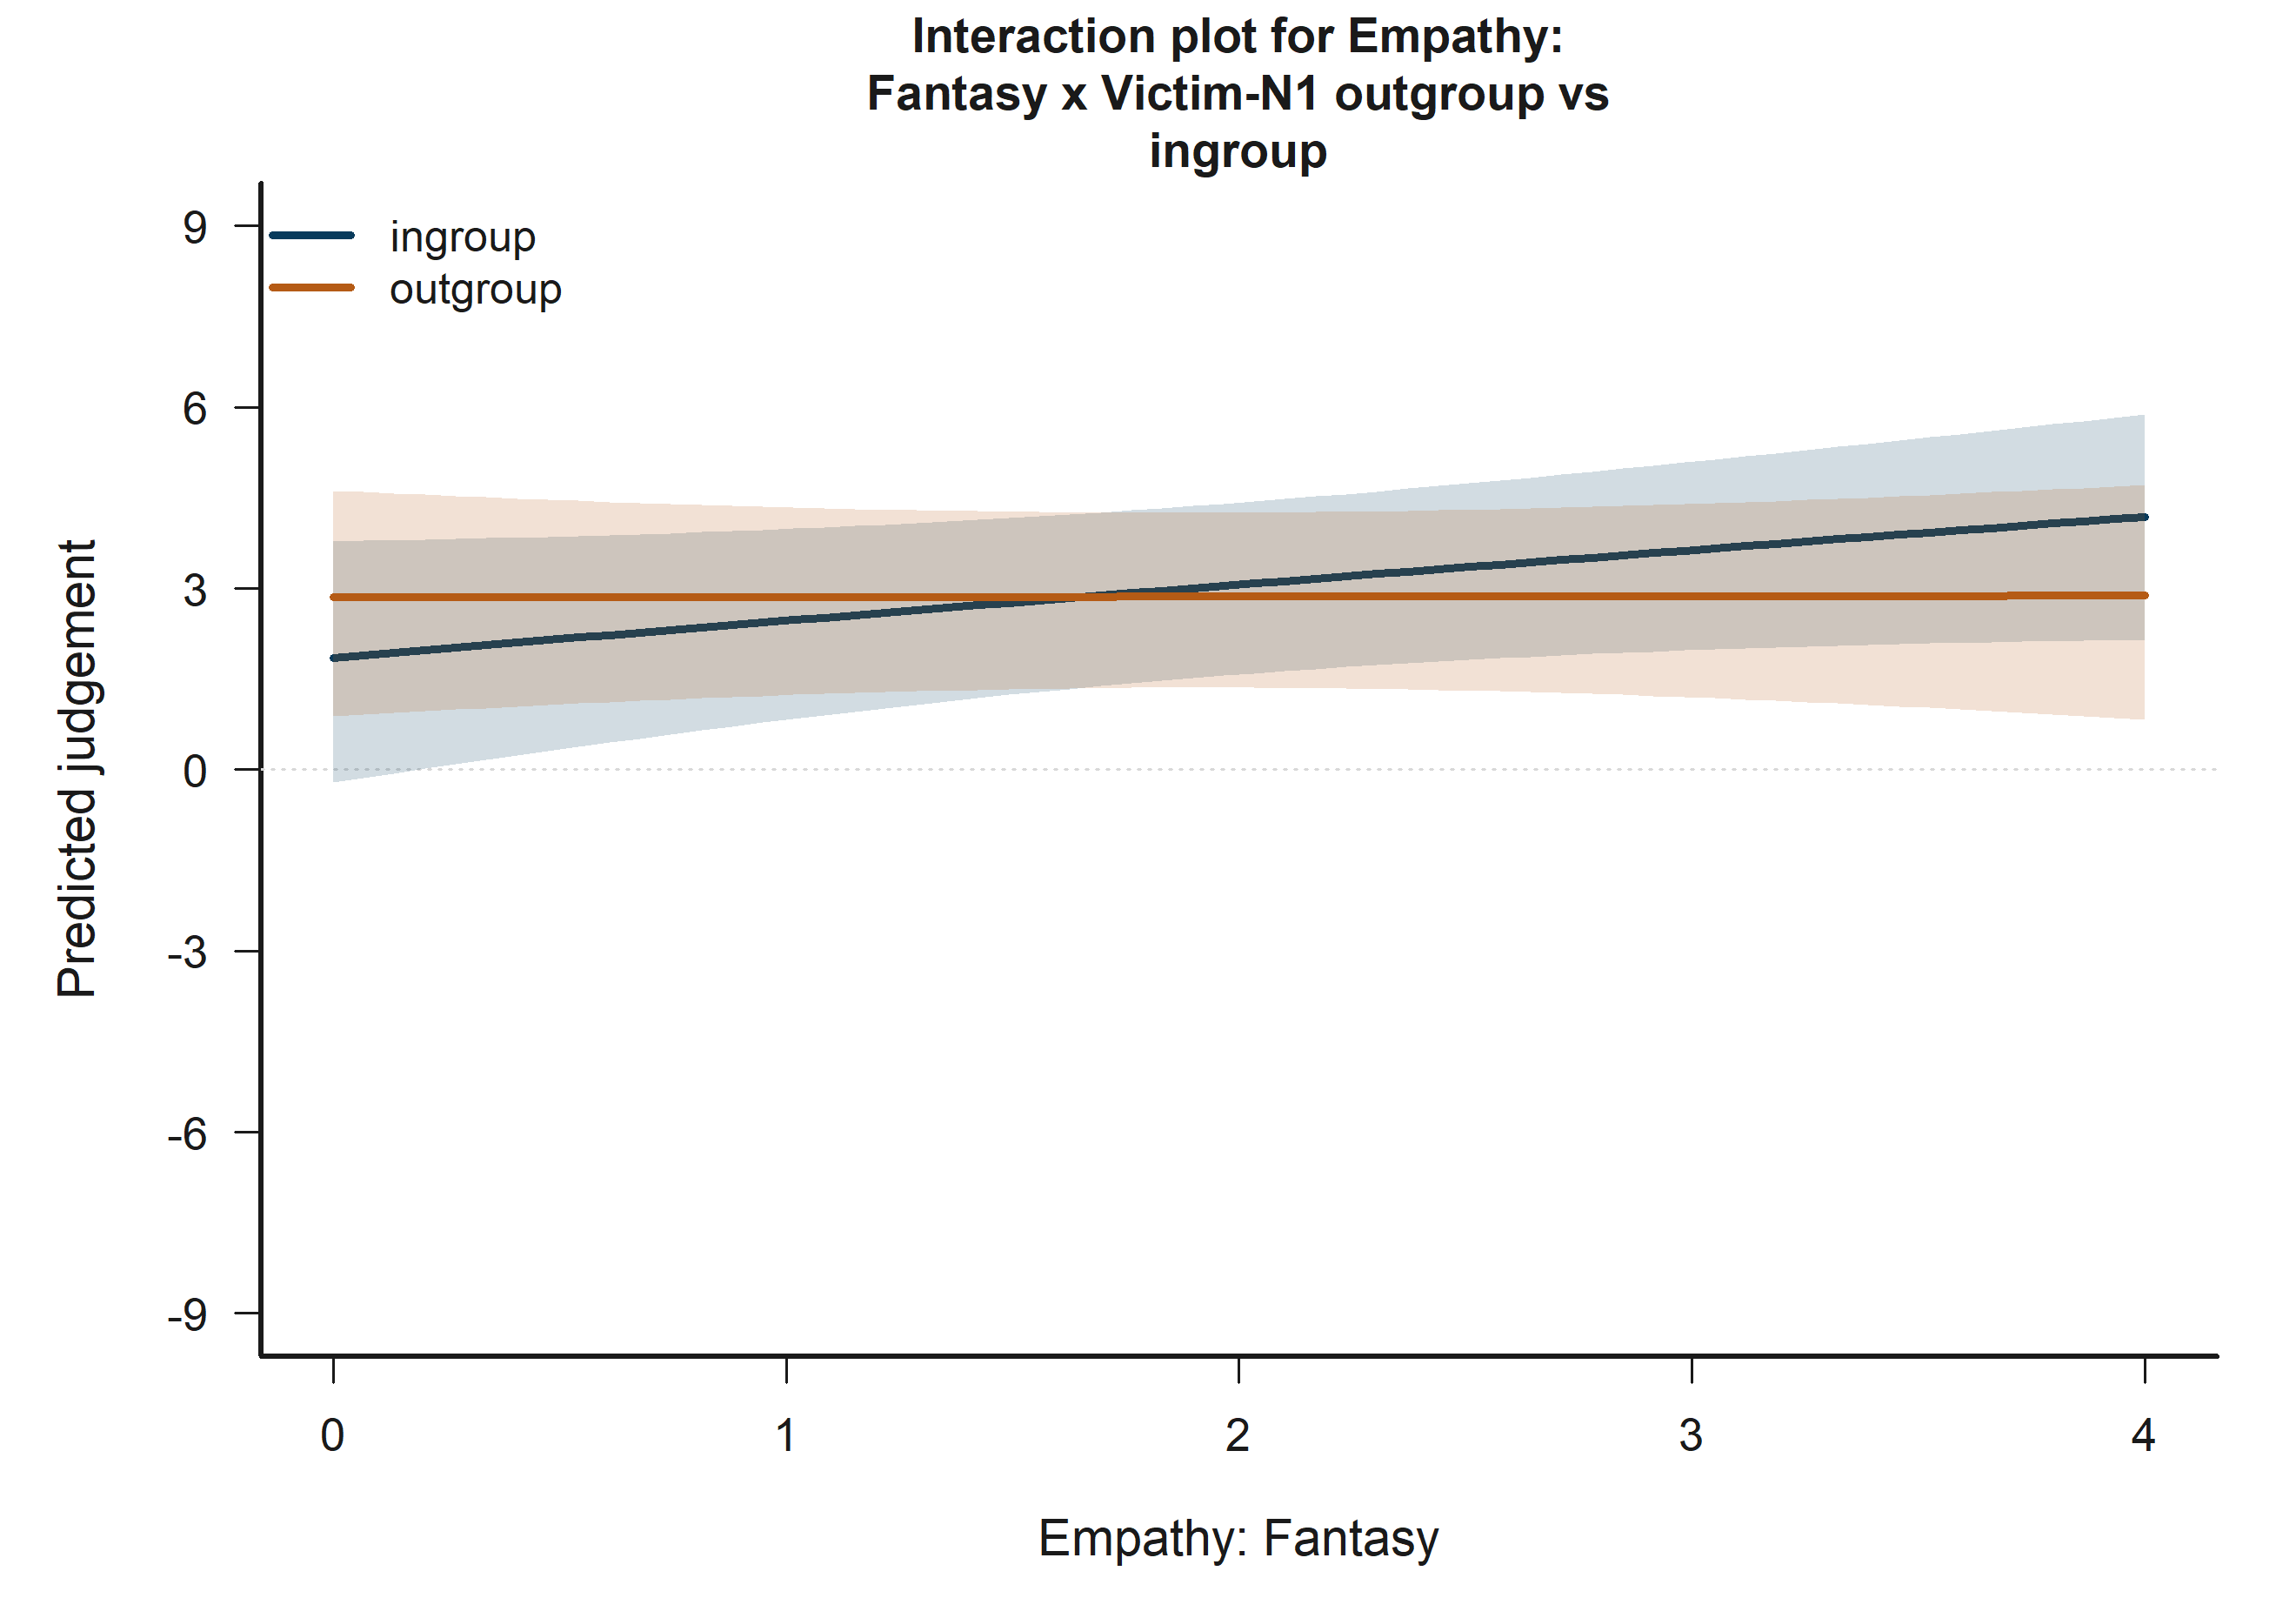 Interaction plot for Empathy:
Fantasy x Victim-N1 outgroup vs
ingroup
ingroup
outgroup
Predicted judgement
9
6
3
0
-3
-6
-9
0 1 2 3 4
Empathy: Fantasy